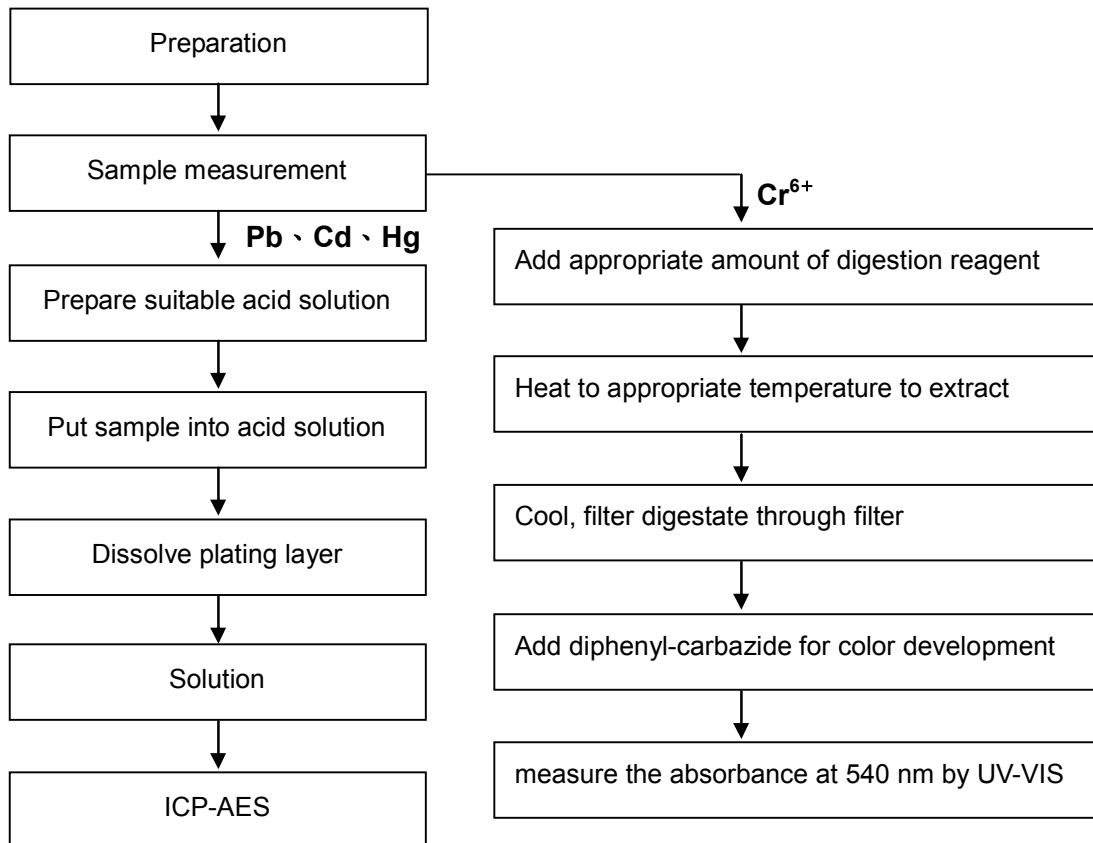 Preparation
Sample measurement
Pb、Cd、Hg
Prepare suitable acid solution
Put sample into acid solution
Dissolve plating layer
Solution
ICP-AES
Cr⁶⁺
Add appropriate amount of digestion reagent
Heat to appropriate temperature to extract
Cool, filter digestate through filter
Add diphenyl-carbazide for color development
measure the absorbance at 540 nm by UV-VIS